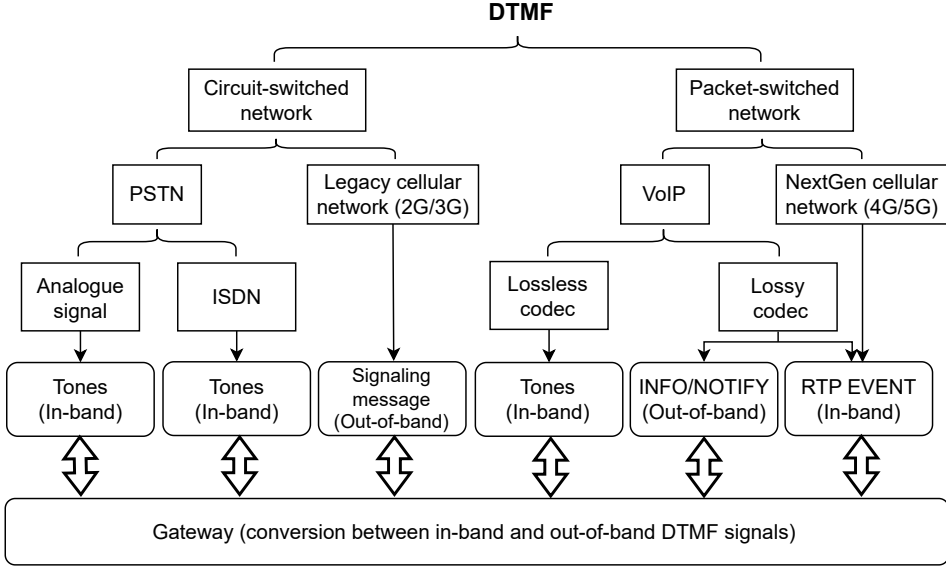 DTMF
Circuit-switched
network
Packet-switched
network
PSTN
Legacy cellular
network (2G/3G)
VoIP
NextGen cellular
network (4G/5G)
Analogue
signal
ISDN
Lossless
codec
Lossy
codec
Tones
(In-band)
Tones
(In-band)
Signaling
message
(Out-of-band)
Tones
(In-band)
INFO/NOTIFY
(Out-of-band)
RTP EVENT
(In-band)
Gateway (conversion between in-band and out-of-band DTMF signals)